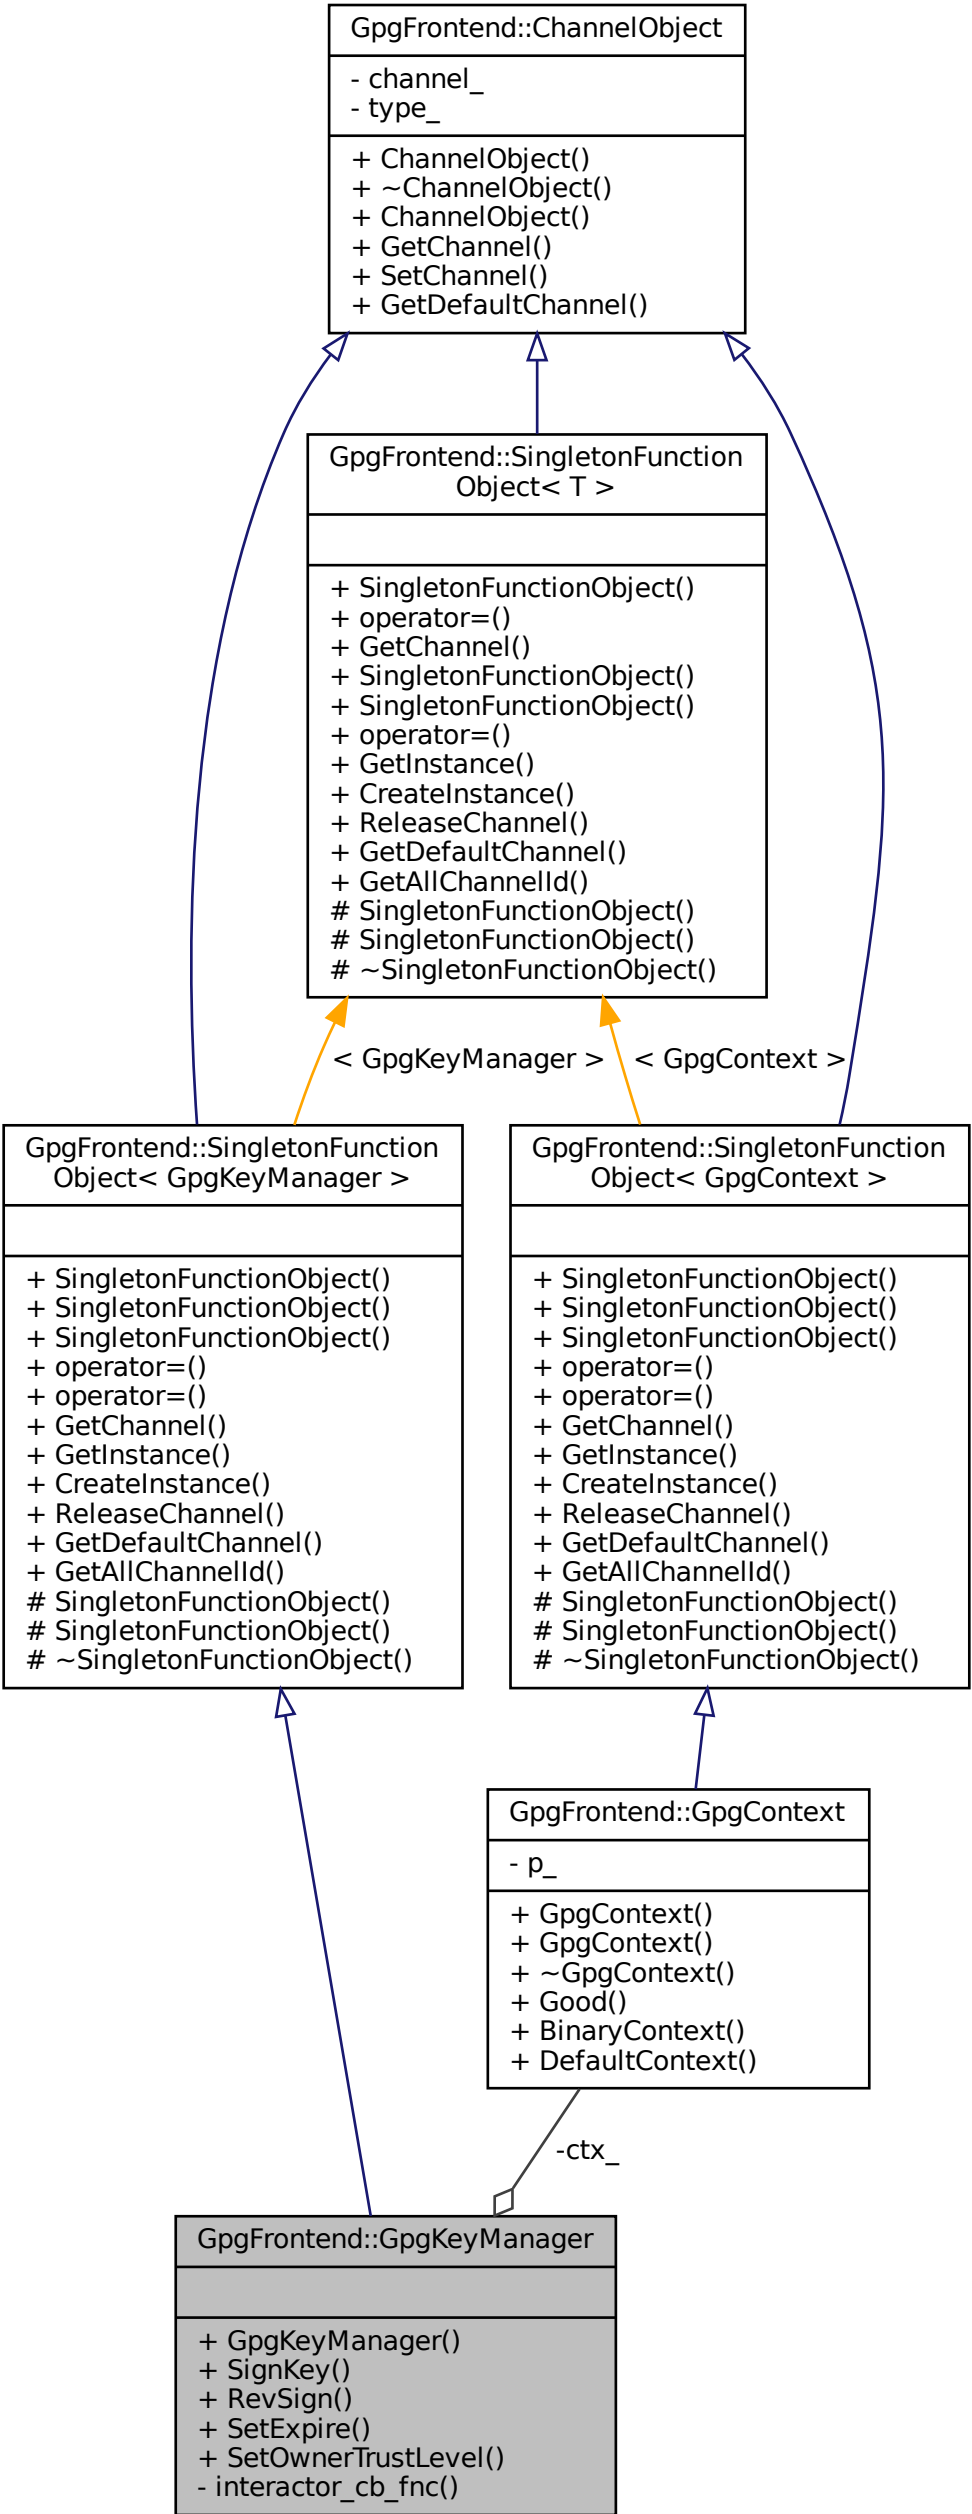 GpgFrontend::ChannelObject
- channel_
- type_
+ ChannelObject()
+ ~ChannelObject()
+ ChannelObject()
+ GetChannel()
+ SetChannel()
+ GetDefaultChannel()
GpgFrontend::SingletonFunction
Object< T >
+ SingletonFunctionObject()
+ operator=()
+ GetChannel()
+ SingletonFunctionObject()
+ SingletonFunctionObject()
+ operator=()
+ GetInstance()
+ CreateInstance()
+ ReleaseChannel()
+ GetDefaultChannel()
+ GetAllChannelId()
# SingletonFunctionObject()
# SingletonFunctionObject()
# ~SingletonFunctionObject()
< GpgKeyManager >
< GpgContext >
GpgFrontend::SingletonFunction
Object< GpgKeyManager >
+ SingletonFunctionObject()
+ SingletonFunctionObject()
+ SingletonFunctionObject()
+ operator=()
+ operator=()
+ GetChannel()
+ GetInstance()
+ CreateInstance()
+ ReleaseChannel()
+ GetDefaultChannel()
+ GetAllChannelId()
# SingletonFunctionObject()
# SingletonFunctionObject()
# ~SingletonFunctionObject()
GpgFrontend::SingletonFunction
Object< GpgContext >
+ SingletonFunctionObject()
+ SingletonFunctionObject()
+ SingletonFunctionObject()
+ operator=()
+ operator=()
+ GetChannel()
+ GetInstance()
+ CreateInstance()
+ ReleaseChannel()
+ GetDefaultChannel()
+ GetAllChannelId()
# SingletonFunctionObject()
# SingletonFunctionObject()
# ~SingletonFunctionObject()
GpgFrontend::GpgContext
- p_
+ GpgContext()
+ GpgContext()
+ ~GpgContext()
+ Good()
+ BinaryContext()
+ DefaultContext()
-ctx_
GpgFrontend::GpgKeyManager
+ GpgKeyManager()
+ SignKey()
+ RevSign()
+ SetExpire()
+ SetOwnerTrustLevel()
- interactor_cb_fnc()